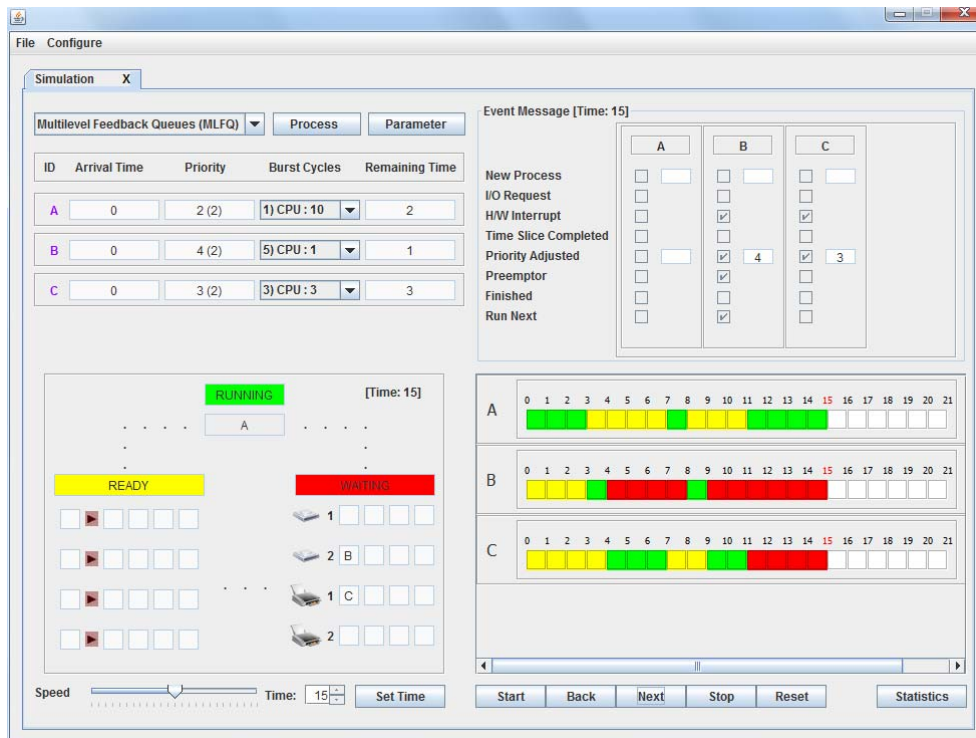 File Configure
Simulation X
Multilevel Feedback Queues (MLFQ) Process Parameter
ID Arrival Time Priority Burst Cycles Remaining Time
A 0 2 (2) 1) CPU : 10 2
B 0 4 (2) 5) CPU : 1 1
C 0 3 (2) 3) CPU : 3 3
Event Message [Time: 15]
A B C
New Process
I/O Request
H/W Interrupt
Time Slice Completed
Priority Adjusted 4 3
Preemptor
Finished
Run Next
RUNNING [Time: 15]
A
READY WAITING
1
2 B
1 C
2
A 0 1 2 3 4 5 6 7 8 9 10 11 12 13 14 15 16 17 18 19 20 21
B 0 1 2 3 4 5 6 7 8 9 10 11 12 13 14 15 16 17 18 19 20 21
C 0 1 2 3 4 5 6 7 8 9 10 11 12 13 14 15 16 17 18 19 20 21
Speed Time: 15 Set Time
Start Back Next Stop Reset Statistics